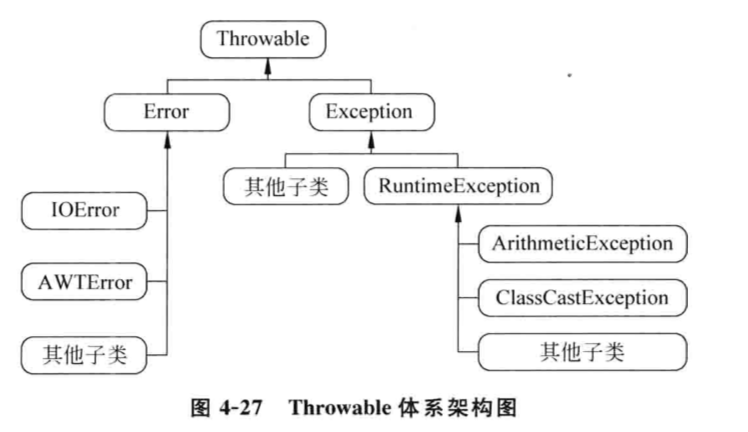 Throwable
Error
Exception
其他子类
RuntimeException
IOError
ArithmeticException
AWTError
ClassCastException
其他子类
其他子类
图 4-27 Throwable 体系架构图